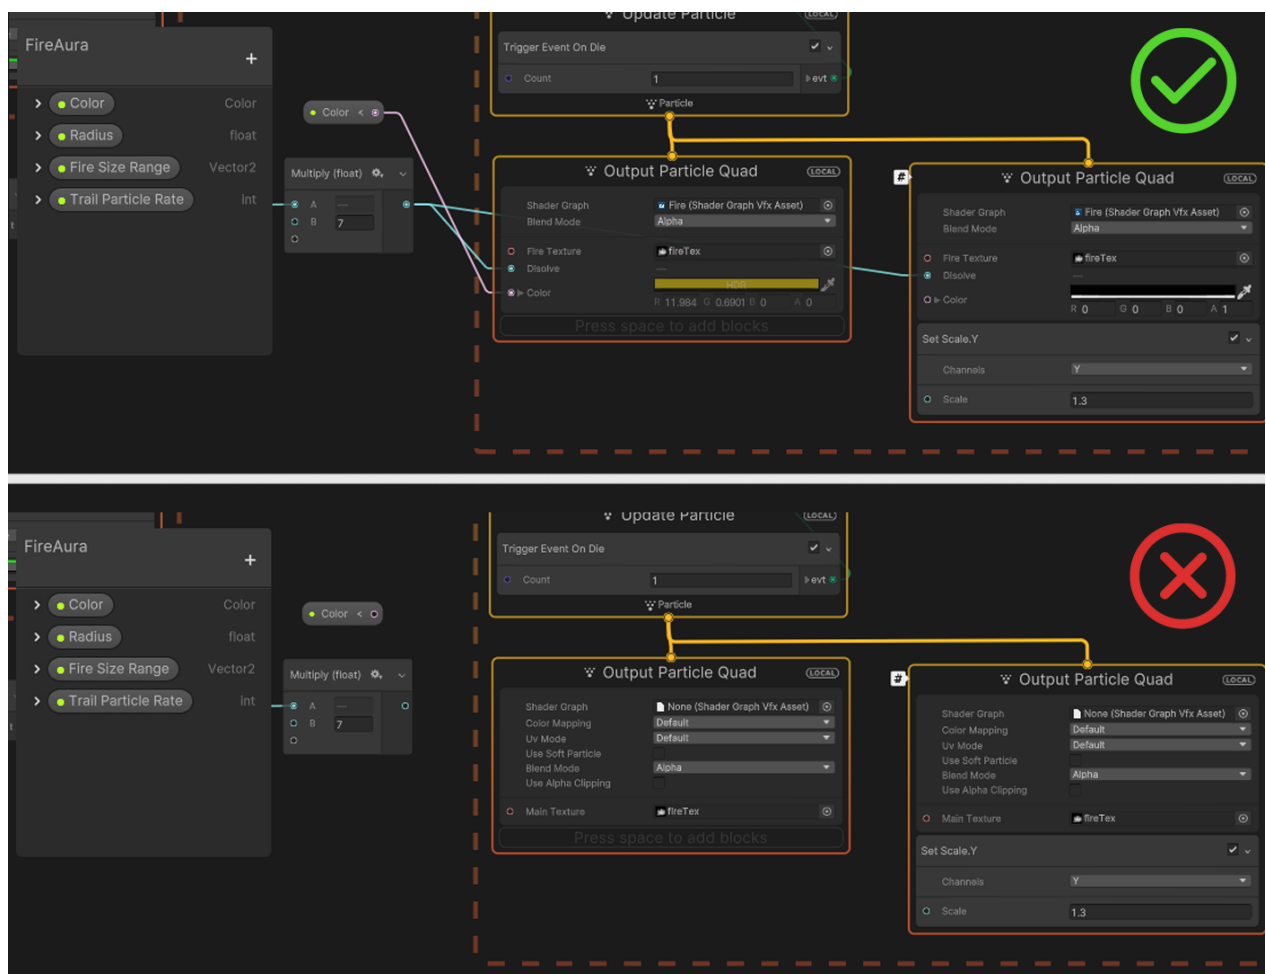 Update Particle
LOCAL
FireAura
+
Trigger Event On Die
Count
1
evt
Particle
Color
Color
Radius
float
Fire Size Range
Vector2
Trail Particle Rate
Int
Color <
Multiply (float)
A
B
7
Output Particle Quad
LOCAL
Shader Graph
Fire (Shader Graph Vfx Asset)
Blend Mode
Alpha
Fire Texture
fireTex
Disolve
Color
HDR
R 11.984 G 0.6901 B 0 A 0
Press space to add blocks
#
Output Particle Quad
LOCAL
Shader Graph
Fire (Shader Graph Vfx Asset)
Blend Mode
Alpha
Fire Texture
fireTex
Disolve
Color
R 0 G 0 B 0 A 1
Set Scale.Y
Channels
Y
Scale
1.3
Update Particle
LOCAL
FireAura
+
Trigger Event On Die
Count
1
evt
Particle
Color
Color
Radius
float
Fire Size Range
Vector2
Trail Particle Rate
Int
Color <
Multiply (float)
A
B
7
Output Particle Quad
LOCAL
Shader Graph
None (Shader Graph Vfx Asset)
Color Mapping
Default
Uv Mode
Default
Use Soft Particle
Blend Mode
Alpha
Use Alpha Clipping
Main Texture
fireTex
Press space to add blocks
#
Output Particle Quad
LOCAL
Shader Graph
None (Shader Graph Vfx Asset)
Color Mapping
Default
Uv Mode
Default
Use Soft Particle
Blend Mode
Alpha
Use Alpha Clipping
Main Texture
fireTex
Set Scale.Y
Channels
Y
Scale
1.3